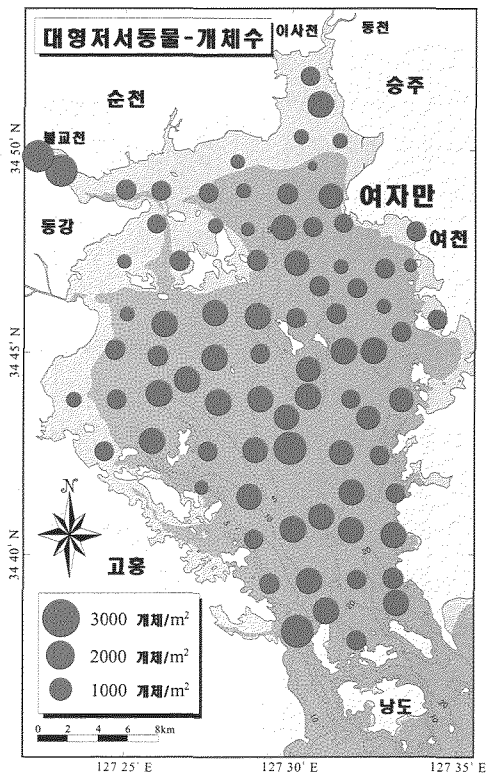 대형저서동물-개체수
이사천
동천
순천
승주
벌교천
34 50' N
여자만
동강
여천
34 45' N
N
34 40' N
고흥
3000 개체/m²
2000 개체/m²
1000 개체/m²
0 2 4 6 8km
낭도
127 25' E
127 30' E
127 35' E